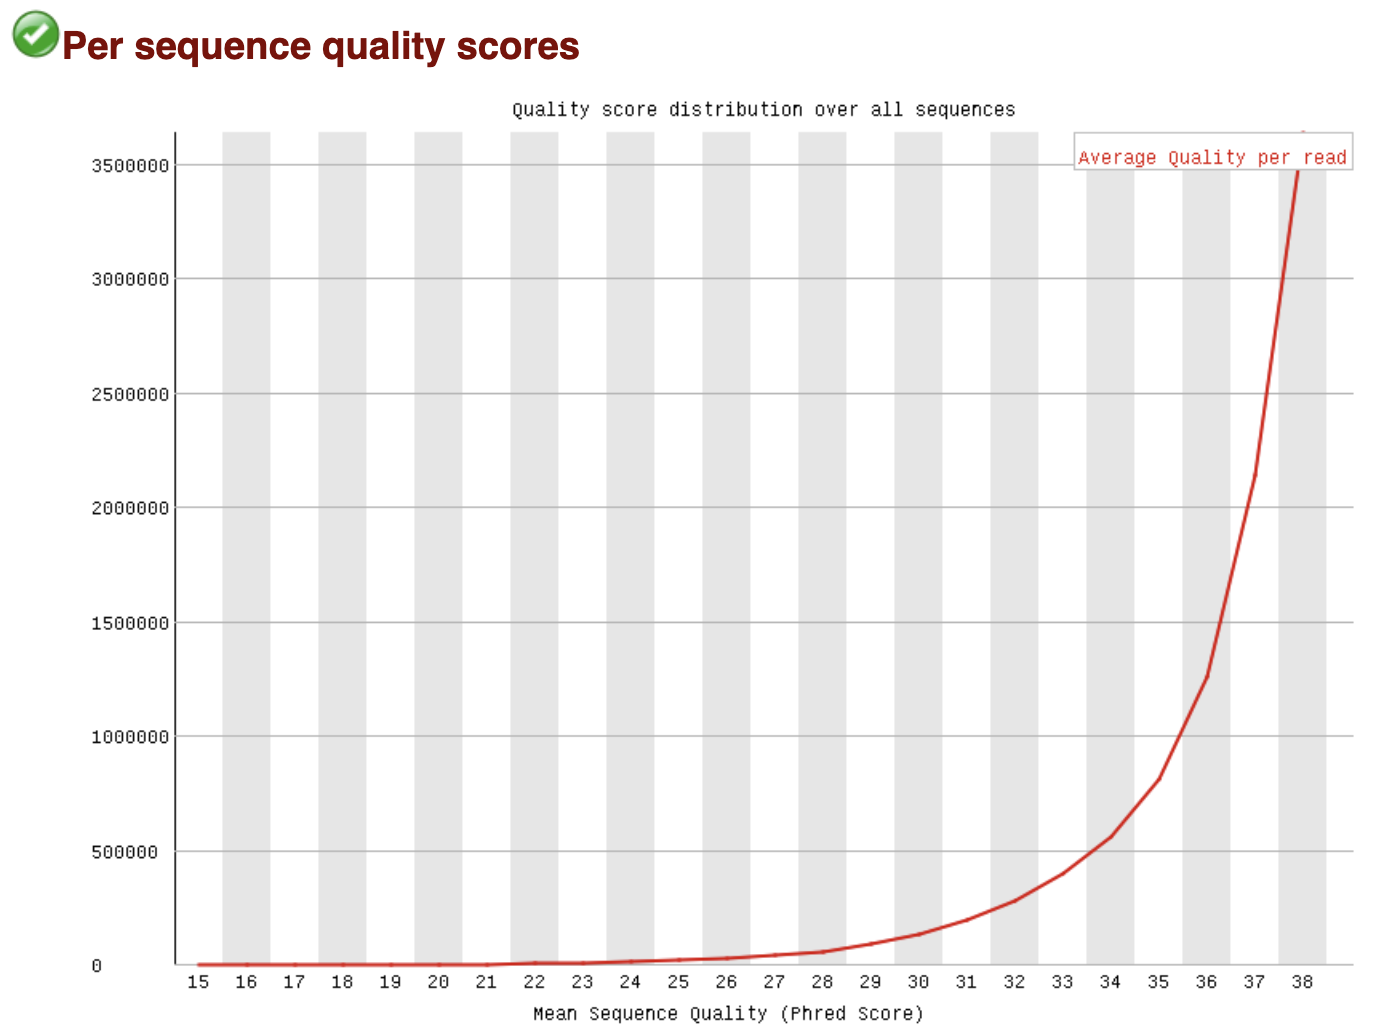 Per sequence quality scores
Quality score distribution over all sequences
Average Quality per read
3500000
3000000
2500000
2000000
1500000
1000000
500000
0
15 16 17 18 19 20 21 22 23 24 25 26 27 28 29 30 31 32 33 34 35 36 37 38
Mean Sequence Quality (Phred Score)